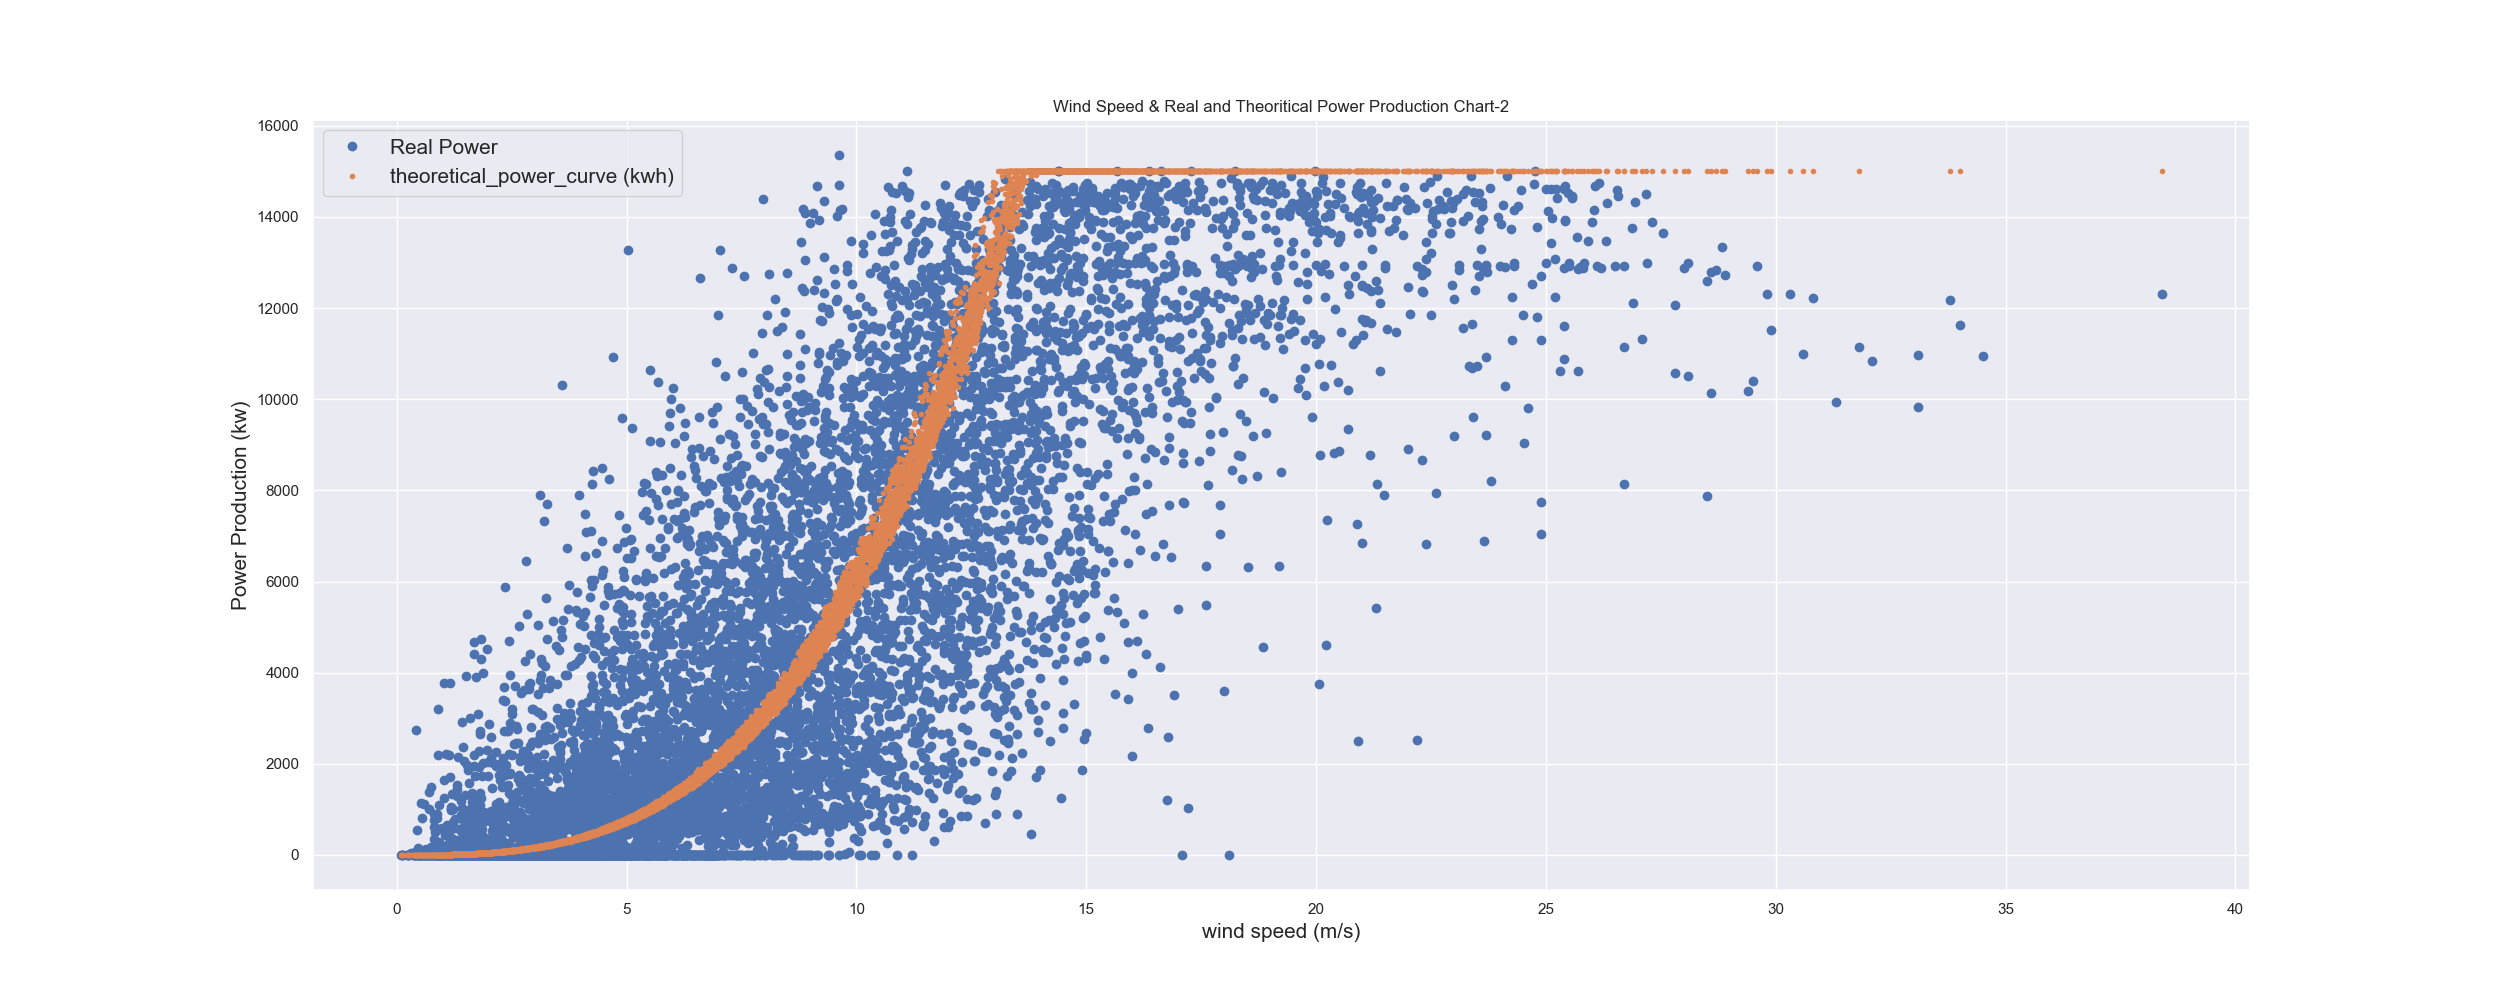 Wind Speed & Real and Theoritical Power Production Chart-2
Real Power
theoretical_power_curve (kwh)
16000
14000
12000
10000
8000
6000
4000
2000
0
Power Production (kw)
0 5 10 15 20 25 30 35 40
wind speed (m/s)